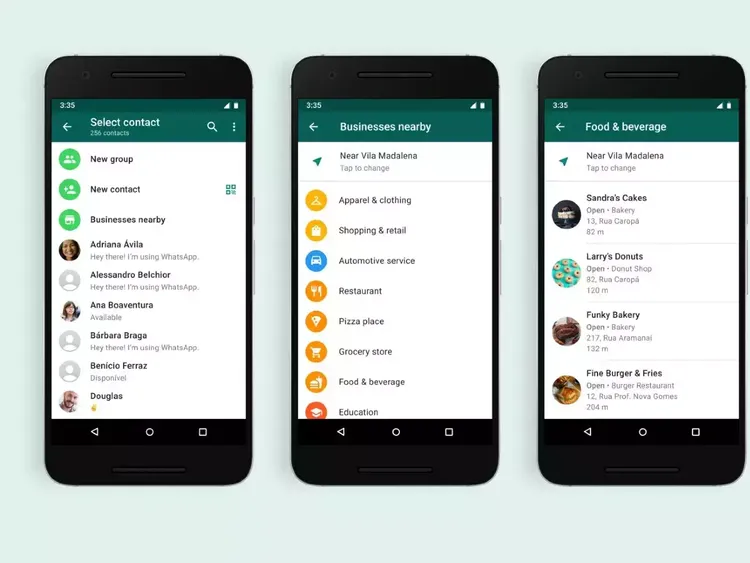 3:35
Select contact
256 contacts
New group
New contact
Businesses nearby
Adriana Ávila
Hey there! I'm using WhatsApp.
Alessandro Belchior
Hey there! I'm using WhatsApp.
Ana Boaventura
Available
Bárbara Braga
Hey there! I'm using WhatsApp.
Benício Ferraz
Disponível
Douglas
✌
3:35
Businesses nearby
Near Vila Madalena
Tap to change
Apparel & clothing
Shopping & retail
Automotive service
Restaurant
Pizza place
Grocery store
Food & beverage
Education
3:35
Food & beverage
Near Vila Madalena
Tap to change
Sandra's Cakes
Open • Bakery
13, Rua Caropá
82 m
Larry's Donuts
Open • Donut Shop
82, Rua Caropá
120 m
Funky Bakery
Open • Bakery
217, Rua Aramanai
132 m
Fine Burger & Fries
Open • Burger Restaurant
12, Rua Prof. Nova Gomes
204 m